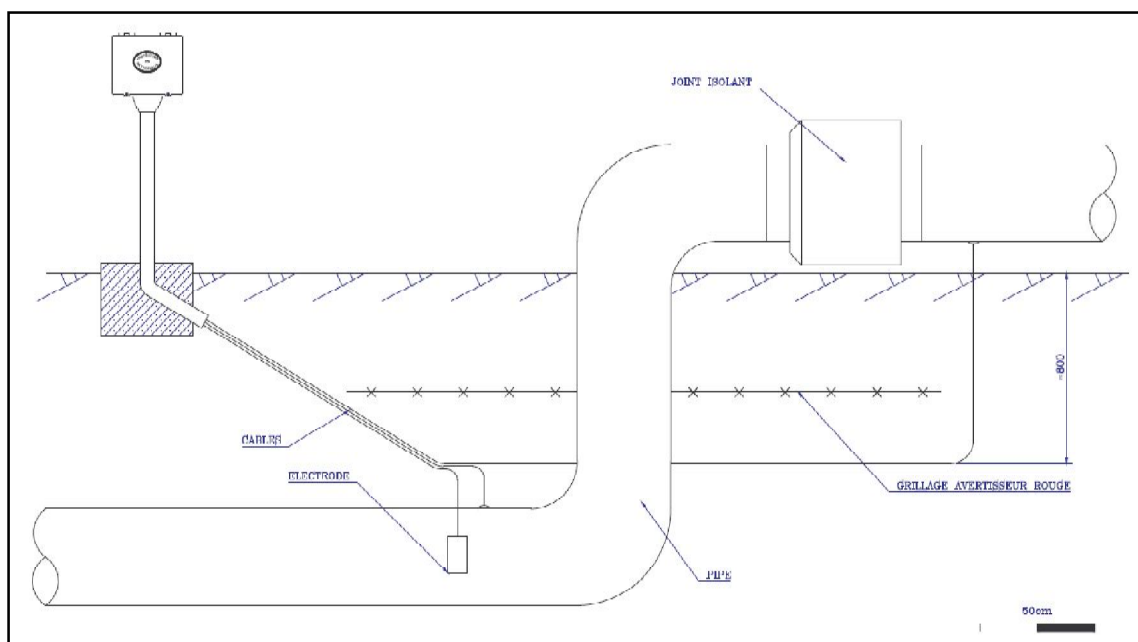 JOINT ISOLANT
-800
CABLES
ELECTRODE
GRILLAGE AVERTISSEUR ROUGE
PIPE
50cm